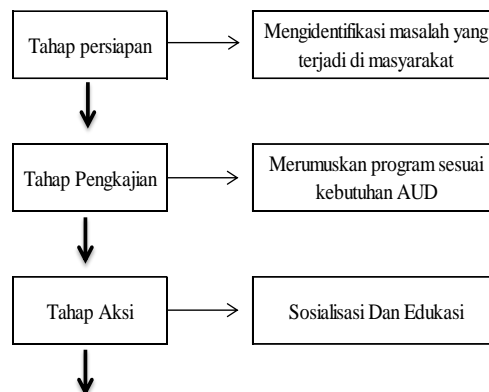 Tahap persiapan
Mengidentifikasi masalah yang
terjadi di masyarakat
Tahap Pengkajian
Merumuskan program sesuai
kebutuhan AUD
Tahap Aksi
Sosialisasi Dan Edukasi